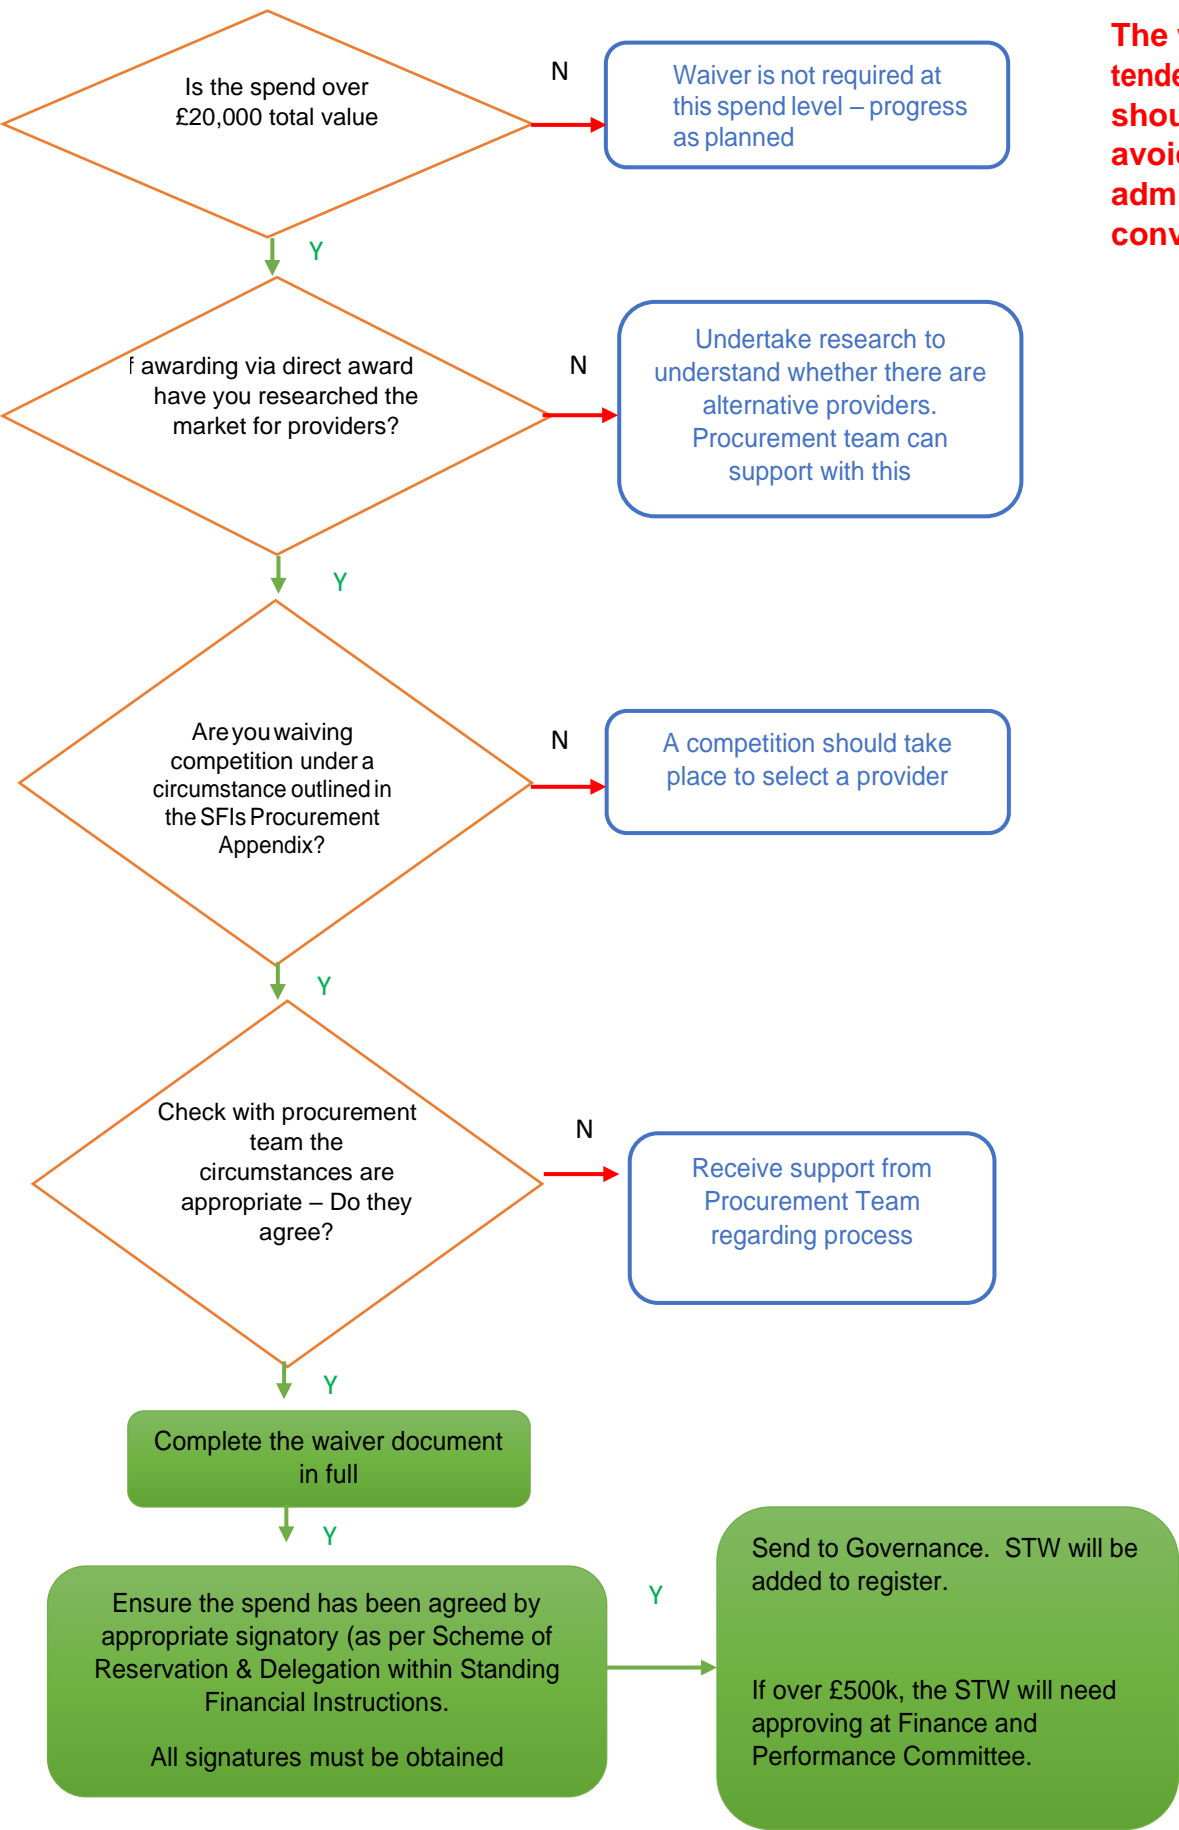 Is the spend over
£20,000 total value
N
Waiver is not required at
this spend level – progress
as planned
The
Y
f awarding via direct award
have you researched the
market for providers?
N
Undertake research to
understand whether there are
alternative providers.
Procurement team can
support with this
Y
Are you waiving
competition under a
circumstance outlined in
the SFIs Procurement
Appendix?
N
A competition should take
place to select a provider
Y
Check with procurement
team the
circumstances are
appropriate – Do they
agree?
N
Receive support from
Procurement Team
regarding process
Y
Complete the waiver document
in full
Y
Ensure the spend has been agreed by
appropriate signatory (as per Scheme of
Reservation & Delegation within Standing
Financial Instructions.
All signatures must be obtained
Y
Send to Governance.  STW will be
added to register.
If over £500k, the STW will need
approving at Finance and
Performance Committee.